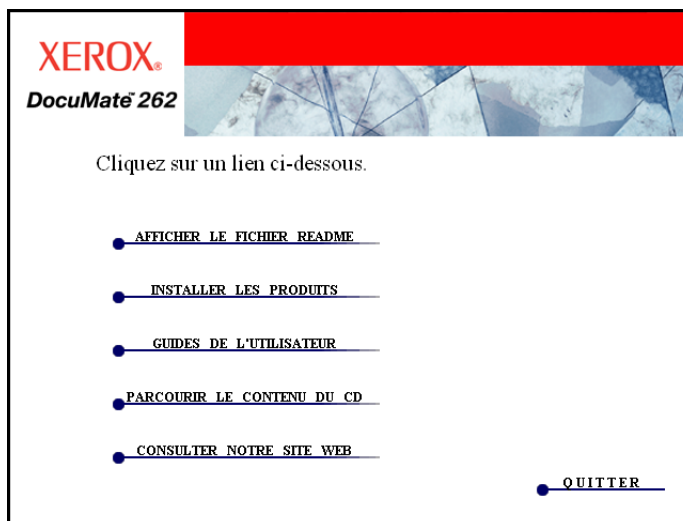 XEROX®
DocuMate™ 262
Cliquez sur un lien ci-dessous.
AFFICHER LE FICHIER README
INSTALLER LES PRODUITS
GUIDES DE L'UTILISATEUR
PARCOURIR LE CONTENU DU CD
CONSULTER NOTRE SITE WEB
QUITTER